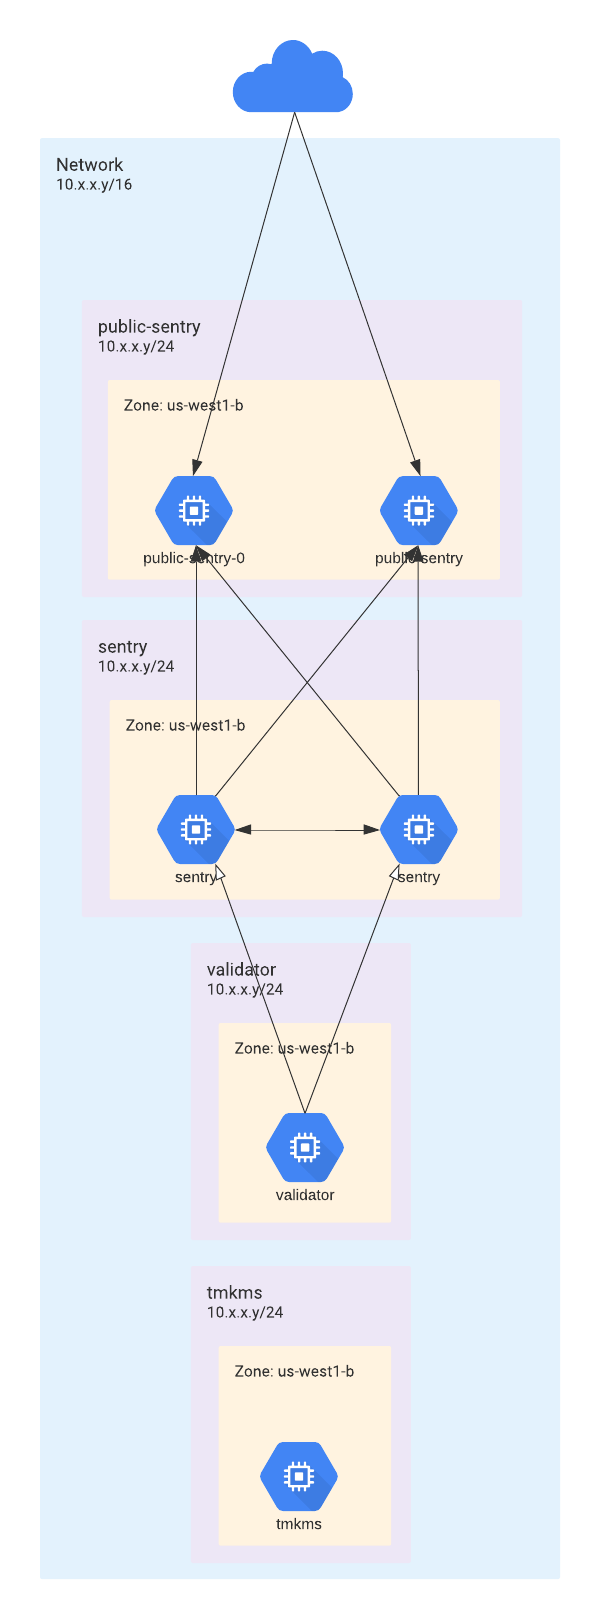 Network
10.x.x.y/16
public-sentry
10.x.x.y/24
Zone: us-west1-b
public-sentry-0
public-sentry
sentry
10.x.x.y/24
Zone: us-west1-b
sentry
sentry
validator
10.x.x.y/24
Zone: us-west1-b
validator
tmkms
10.x.x.y/24
Zone: us-west1-b
tmkms